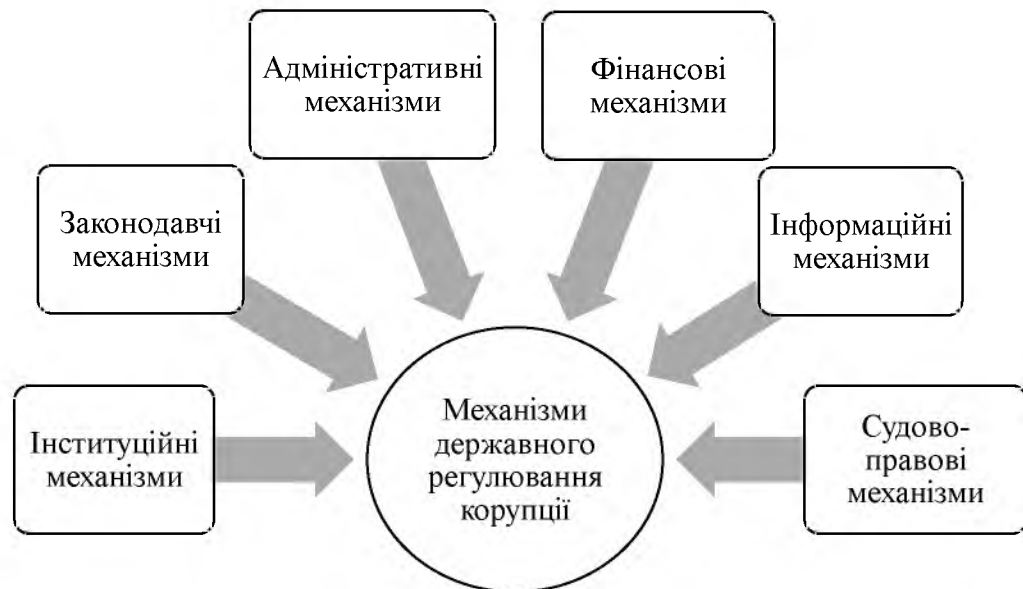 Адміністративні
механізми
Фінансові
механізми
Законодавчі
механізми
Інформаційні
механізми
Інституційні
механізми
Механізми
державного
регулювання
корупції
Судово-
правові
механізми